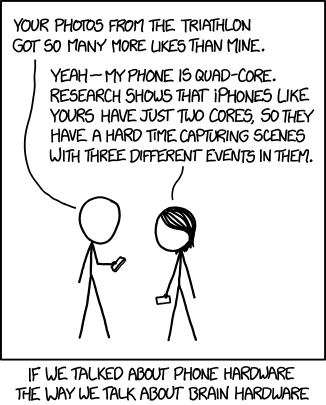 YOUR PHOTOS FROM THE TRIATHLON
GOT SO MANY MORE LIKES THAN MINE.
YEAH—MY PHONE IS QUAD-CORE.
RESEARCH SHOWS THAT iPHONES LIKE
YOURS HAVE JUST TWO CORES, SO THEY
HAVE A HARD TIME CAPTURING SCENES
WITH THREE DIFFERENT EVENTS IN THEM.
IF WE TALKED ABOUT PHONE HARDWARE
THE WAY WE TALK ABOUT BRAIN HARDWARE